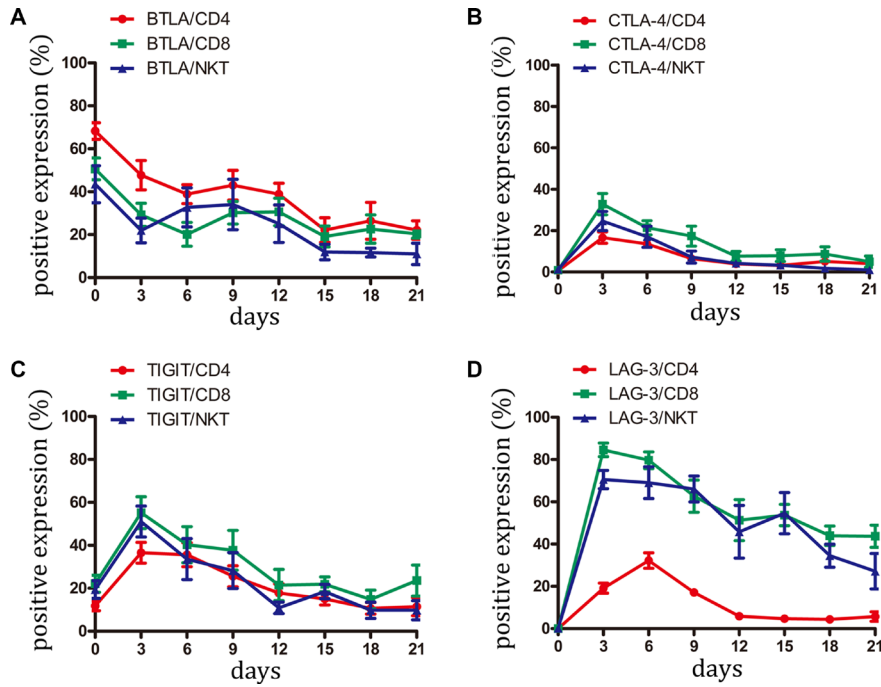 A
BTLA/CD4
BTLA/CD8
BTLA/NKT
positive expression (%)
100
80
60
40
20
0
0 3 6 9 12 15 18 21
days
B
CTLA-4/CD4
CTLA-4/CD8
CTLA-4/NKT
positive expression (%)
100
80
60
40
20
0
0 3 6 9 12 15 18 21
days
C
TIGIT/CD4
TIGIT/CD8
TIGIT/NKT
positive expression (%)
100
80
60
40
20
0
0 3 6 9 12 15 18 21
days
D
LAG-3/CD4
LAG-3/CD8
LAG-3/NKT
positive expression (%)
100
80
60
40
20
0
0 3 6 9 12 15 18 21
days